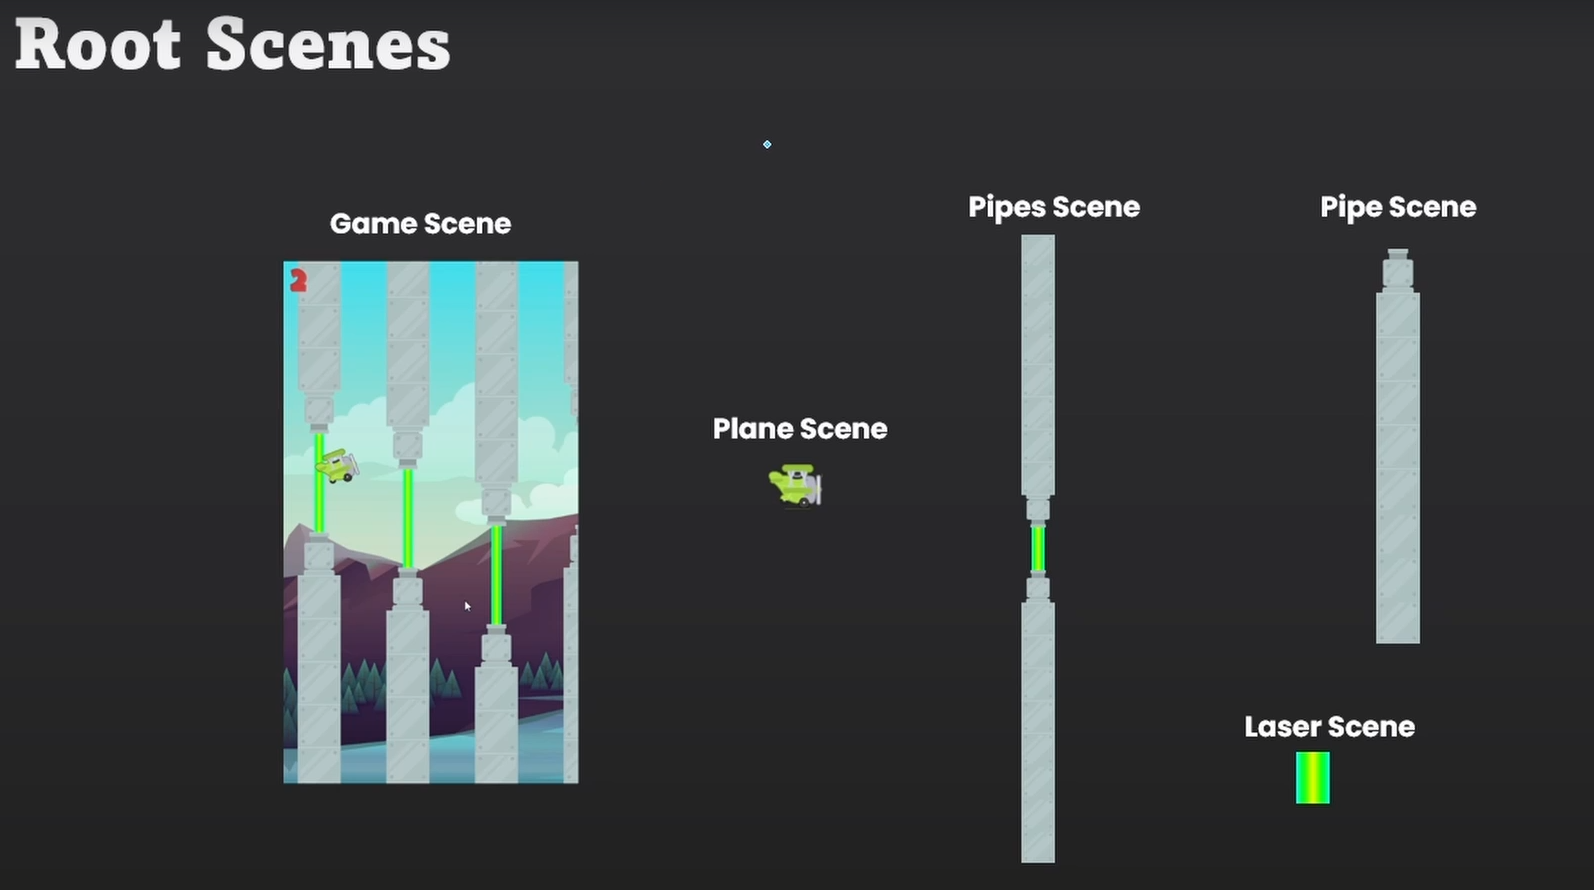 Root Scenes
Game Scene
2
Plane Scene
Pipes Scene
Pipe Scene
Laser Scene